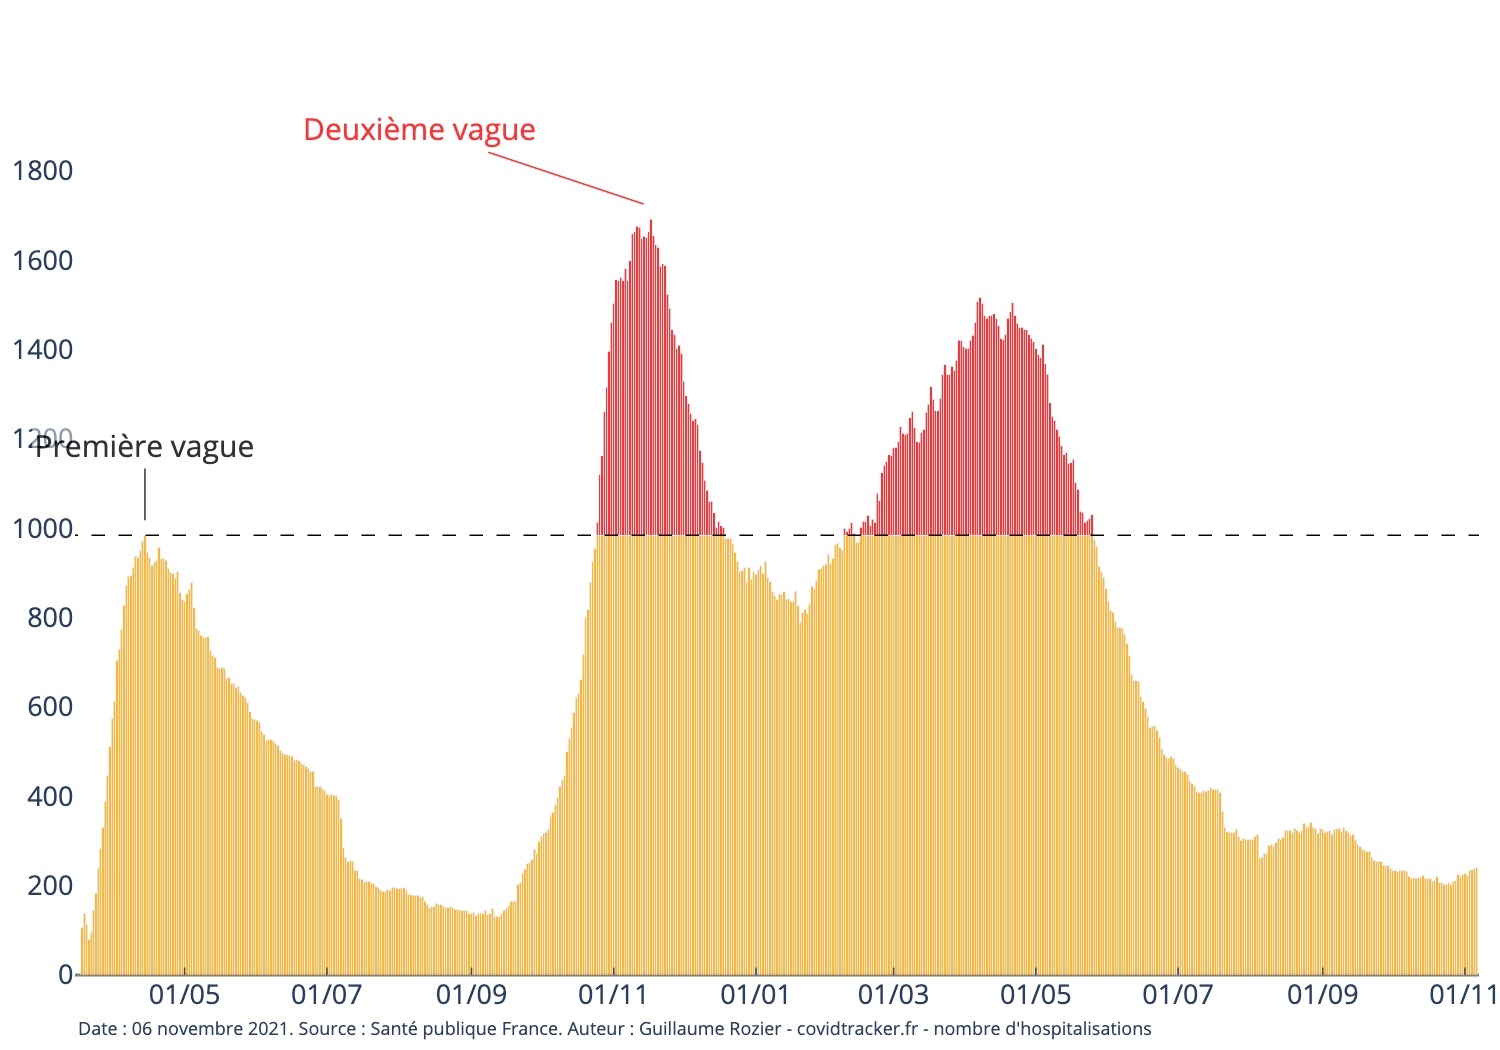 Deuxième vague
1800
1600
1400
1200
Première vague
1000
800
600
400
200
0
01/05 01/07 01/09 01/11 01/01 01/03 01/05 01/07 01/09 01/11
Date : 06 novembre 2021. Source : Santé publique France. Auteur : Guillaume Rozier - covidtracker.fr - nombre d'hospitalisations